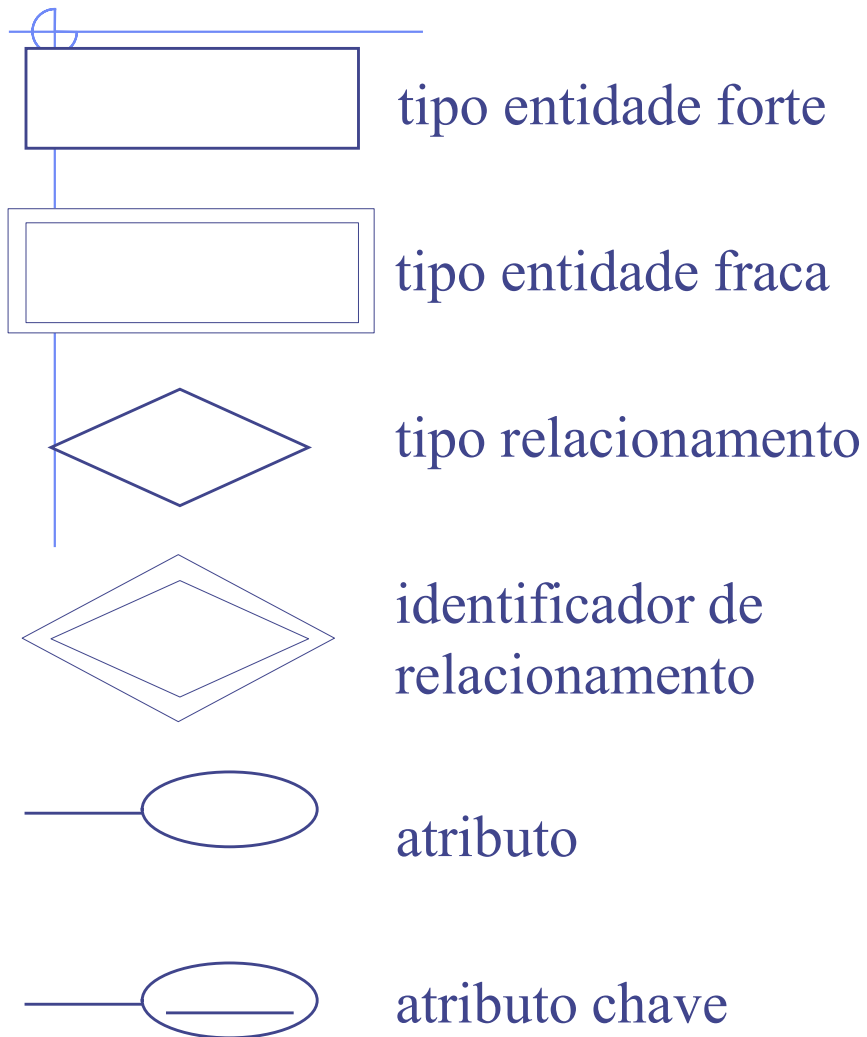 tipo entidade forte
tipo entidade fraca
tipo relacionamento
identificador de
relacionamento
atributo
atributo chave